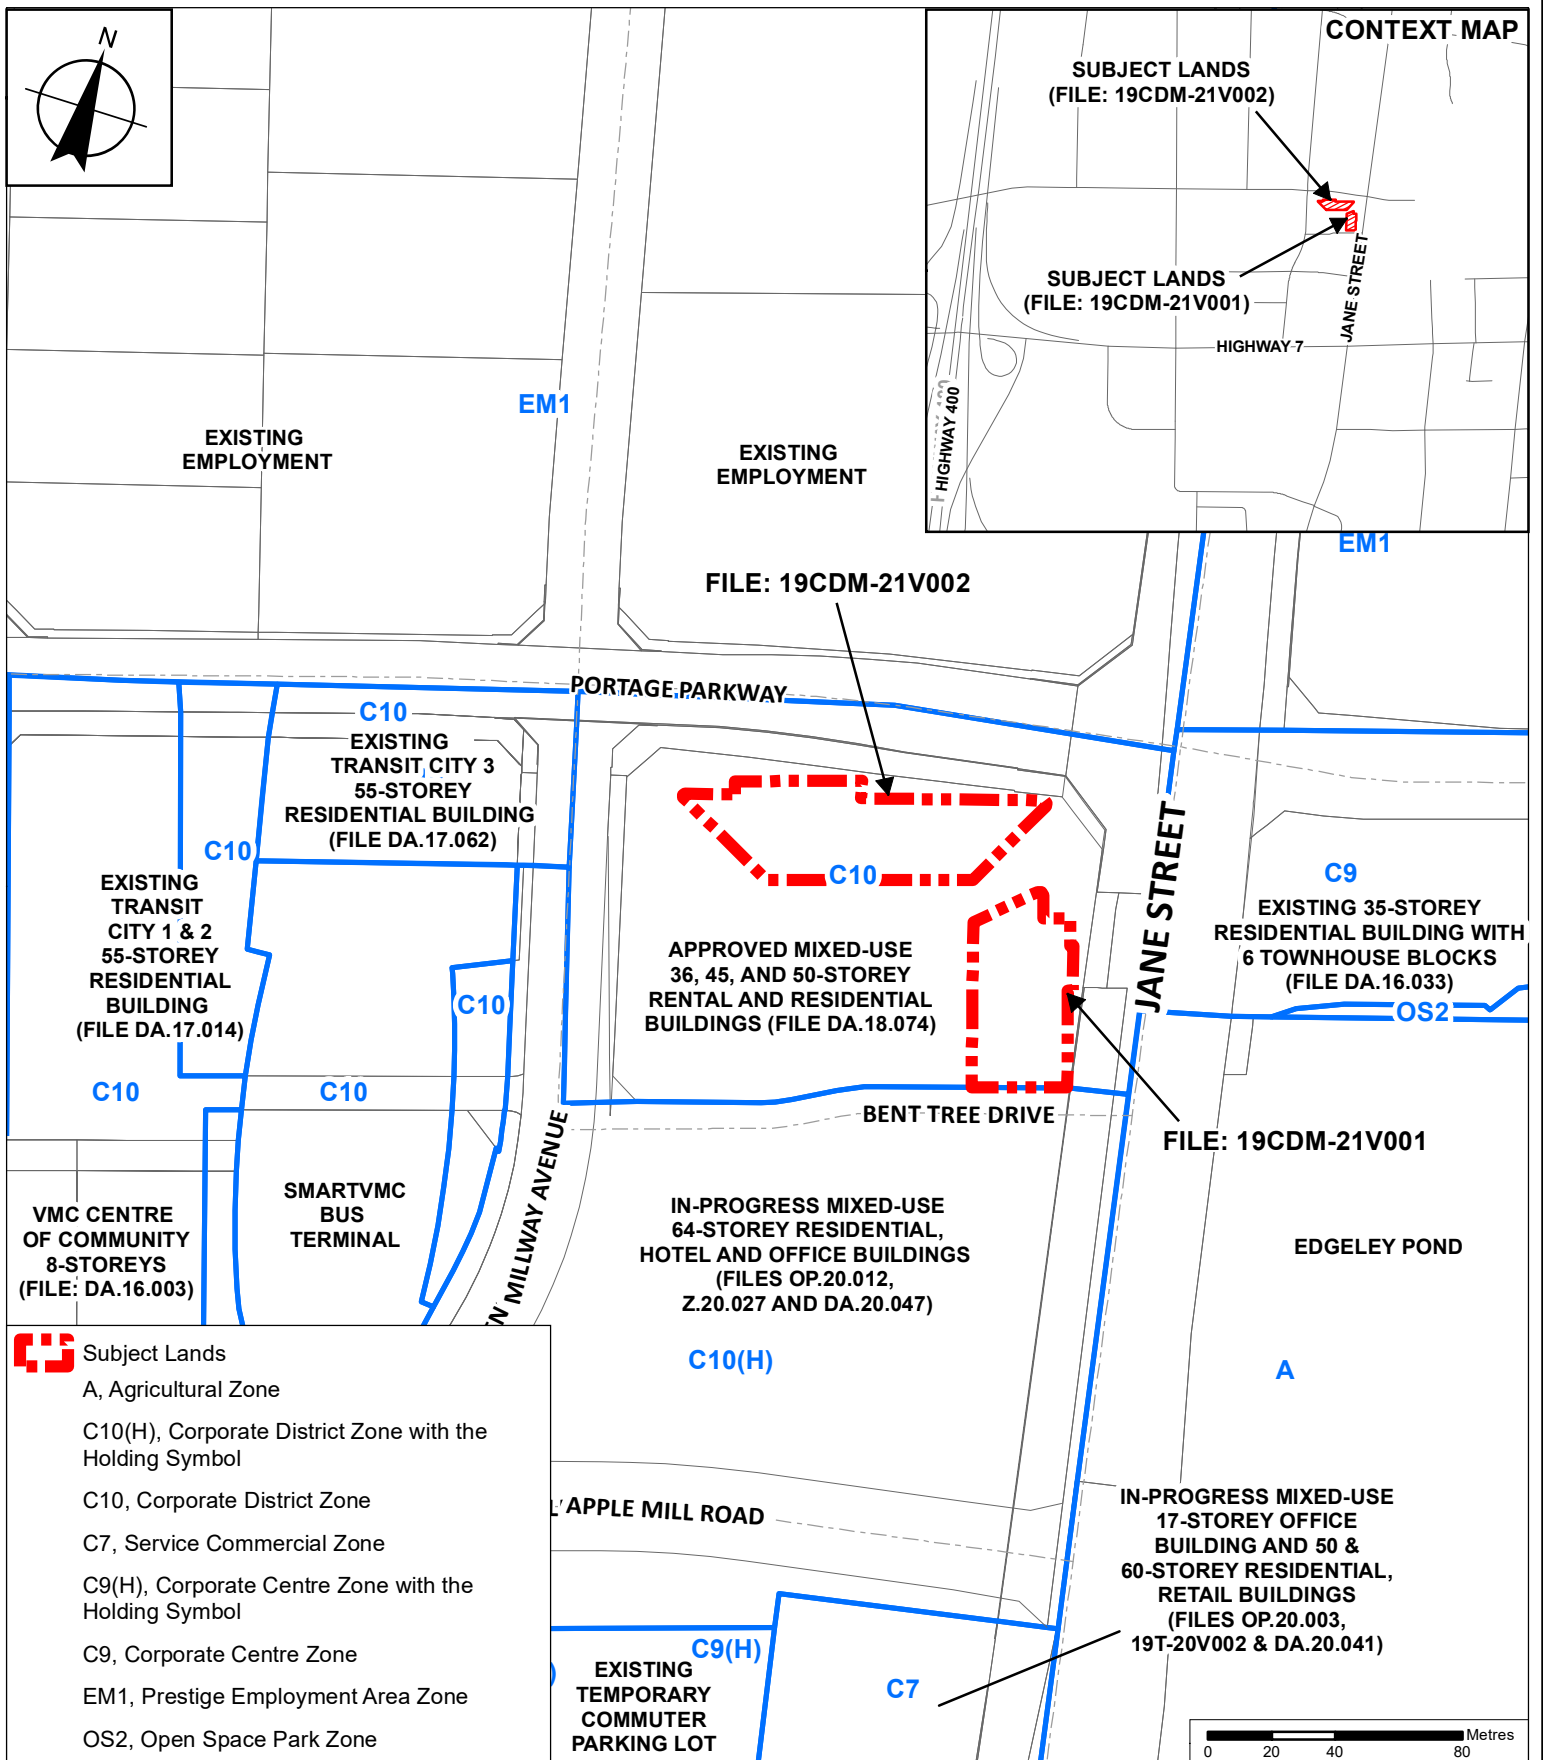 N
CONTEXT MAP
SUBJECT LANDS
(FILE: 19CDM-21V002)
SUBJECT LANDS
(FILE: 19CDM-21V001)
JANE STREET
HIGHWAY 7
HIGHWAY 400
EM1
EXISTING
EMPLOYMENT
EXISTING
EMPLOYMENT
EM1
FILE: 19CDM-21V002
PORTAGE PARKWAY
C10
EXISTING
TRANSIT CITY 3
55-STOREY
RESIDENTIAL BUILDING
(FILE DA.17.062)
C10
EXISTING
TRANSIT
CITY 1 & 2
55-STOREY
RESIDENTIAL
BUILDING
(FILE DA.17.014)
C10
C10
C10
C10
APPROVED MIXED-USE
36, 45, AND 50-STOREY
RENTAL AND RESIDENTIAL
BUILDINGS (FILE DA.18.074)
JANE STREET
C9
EXISTING 35-STOREY
RESIDENTIAL BUILDING WITH
6 TOWNHOUSE BLOCKS
(FILE DA.16.033)
OS2
BENT TREE DRIVE
FILE: 19CDM-21V001
MILLWAY AVENUE
VMC CENTRE
OF COMMUNITY
8-STOREYS
(FILE: DA.16.003)
SMARTVMC
BUS
TERMINAL
IN-PROGRESS MIXED-USE
64-STOREY RESIDENTIAL,
HOTEL AND OFFICE BUILDINGS
(FILES OP.20.012,
Z.20.027 AND DA.20.047)
C10(H)
EDGELEY POND
A
APPLE MILL ROAD
IN-PROGRESS MIXED-USE
17-STOREY OFFICE
BUILDING AND 50 &
60-STOREY RESIDENTIAL,
RETAIL BUILDINGS
(FILES OP.20.003,
19T-20V002 & DA.20.041)
C9(H)
EXISTING
TEMPORARY
COMMUTER
PARKING LOT
C7
Subject Lands
A, Agricultural Zone
C10(H), Corporate District Zone with the
Holding Symbol
C10, Corporate District Zone
C7, Service Commercial Zone
C9(H), Corporate Centre Zone with the
Holding Symbol
C9, Corporate Centre Zone
EM1, Prestige Employment Area Zone
OS2, Open Space Park Zone
Metres
0 20 40 80